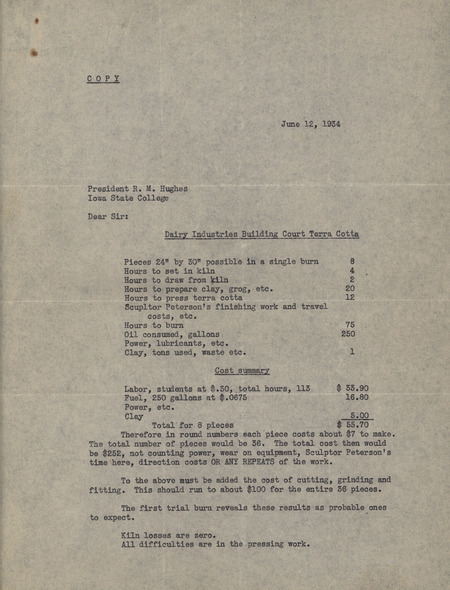 COPY
June 12, 1934
President R. M. Hughes
Iowa State College
Dear Sir:
Dairy Industries Building Court Terra Cotta
Pieces 24" by 30" possible in a single burn 8
Hours to set in kiln 4
Hours to draw from kiln 2
Hours to prepare clay, grog, etc. 20
Hours to press terra cotta 12
Scupltor Peterson's finishing work and travel
costs, etc.
Hours to burn 75
Oil consumed, gallons 250
Power, lubricants, etc.
Clay, tons used, waste etc. 1
Cost summary
Labor, students at $.30, total hours, 113 $ 33.90
Fuel, 250 gallons at $.0675 16.80
Power, etc.
Clay 5.00
Total for 8 pieces $ 55.70
Therefore in round numbers each piece costs about $7 to make.
The total number of pieces would be 36. The total cost then would
be $252, not counting power, wear on equipment, Sculptor Peterson's
time here, direction costs OR ANY REPEATS of the work.
To the above must be added the cost of cutting, grinding and
fitting. This should run to about $100 for the entire 36 pieces.
The first trial burn reveals these results as probable ones
to expect.
Kiln losses are zero.
All difficulties are in the pressing work.